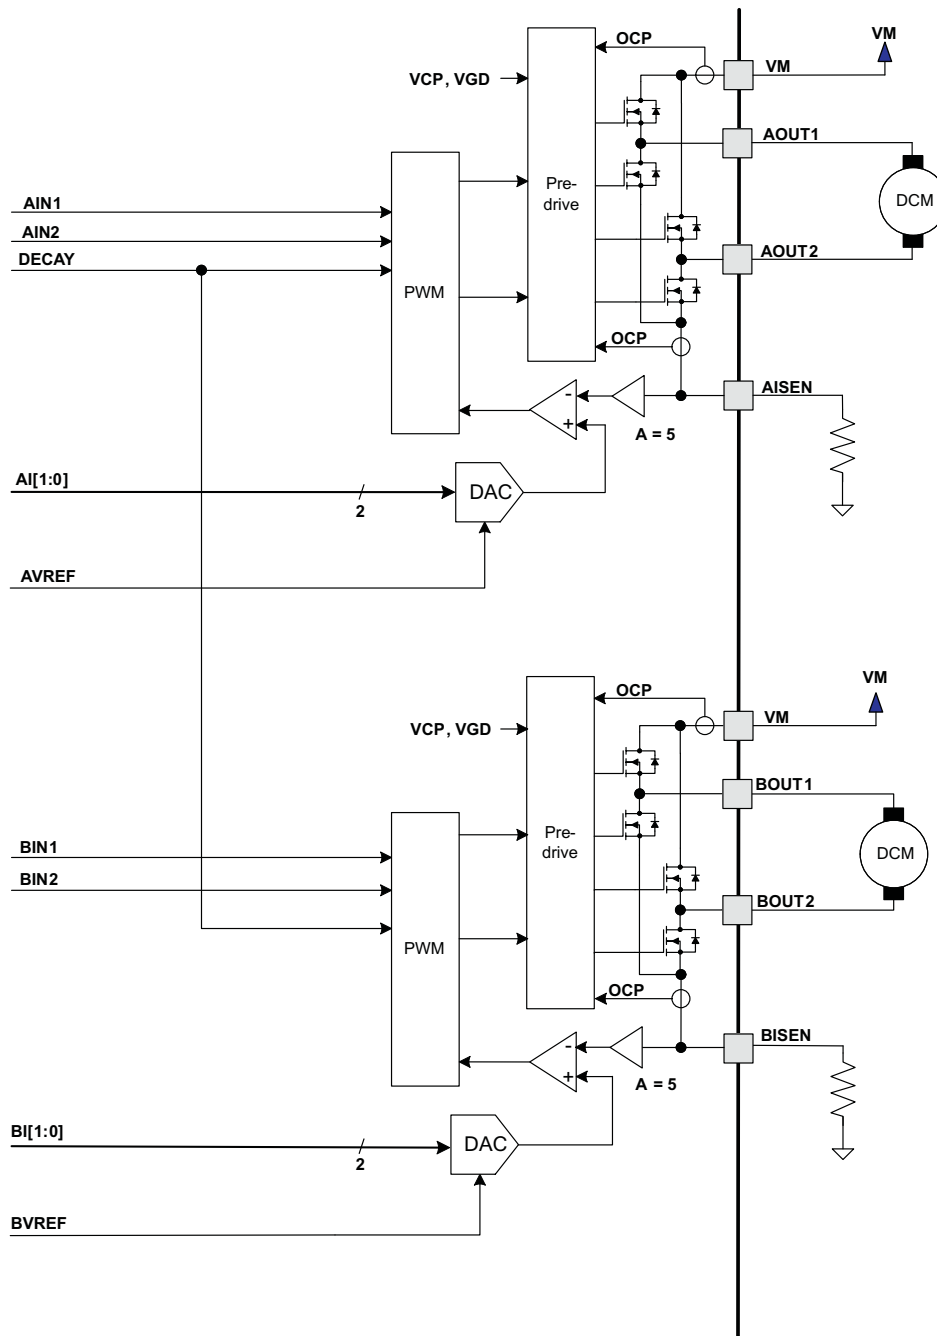 OCP
VM
VM
VCP, VGD
AOUT1
Pre-
drive
DCM
AIN1
AIN2
DECAY
AOUT2
PWM
OCP
AISEN
-
+
A = 5
AI[1:0]
2
DAC
AVREF
OCP
VM
VM
VCP, VGD
BOUT1
Pre-
drive
DCM
BIN1
BIN2
BOUT2
PWM
OCP
BISEN
-
+
A = 5
BI[1:0]
2
DAC
BVREF